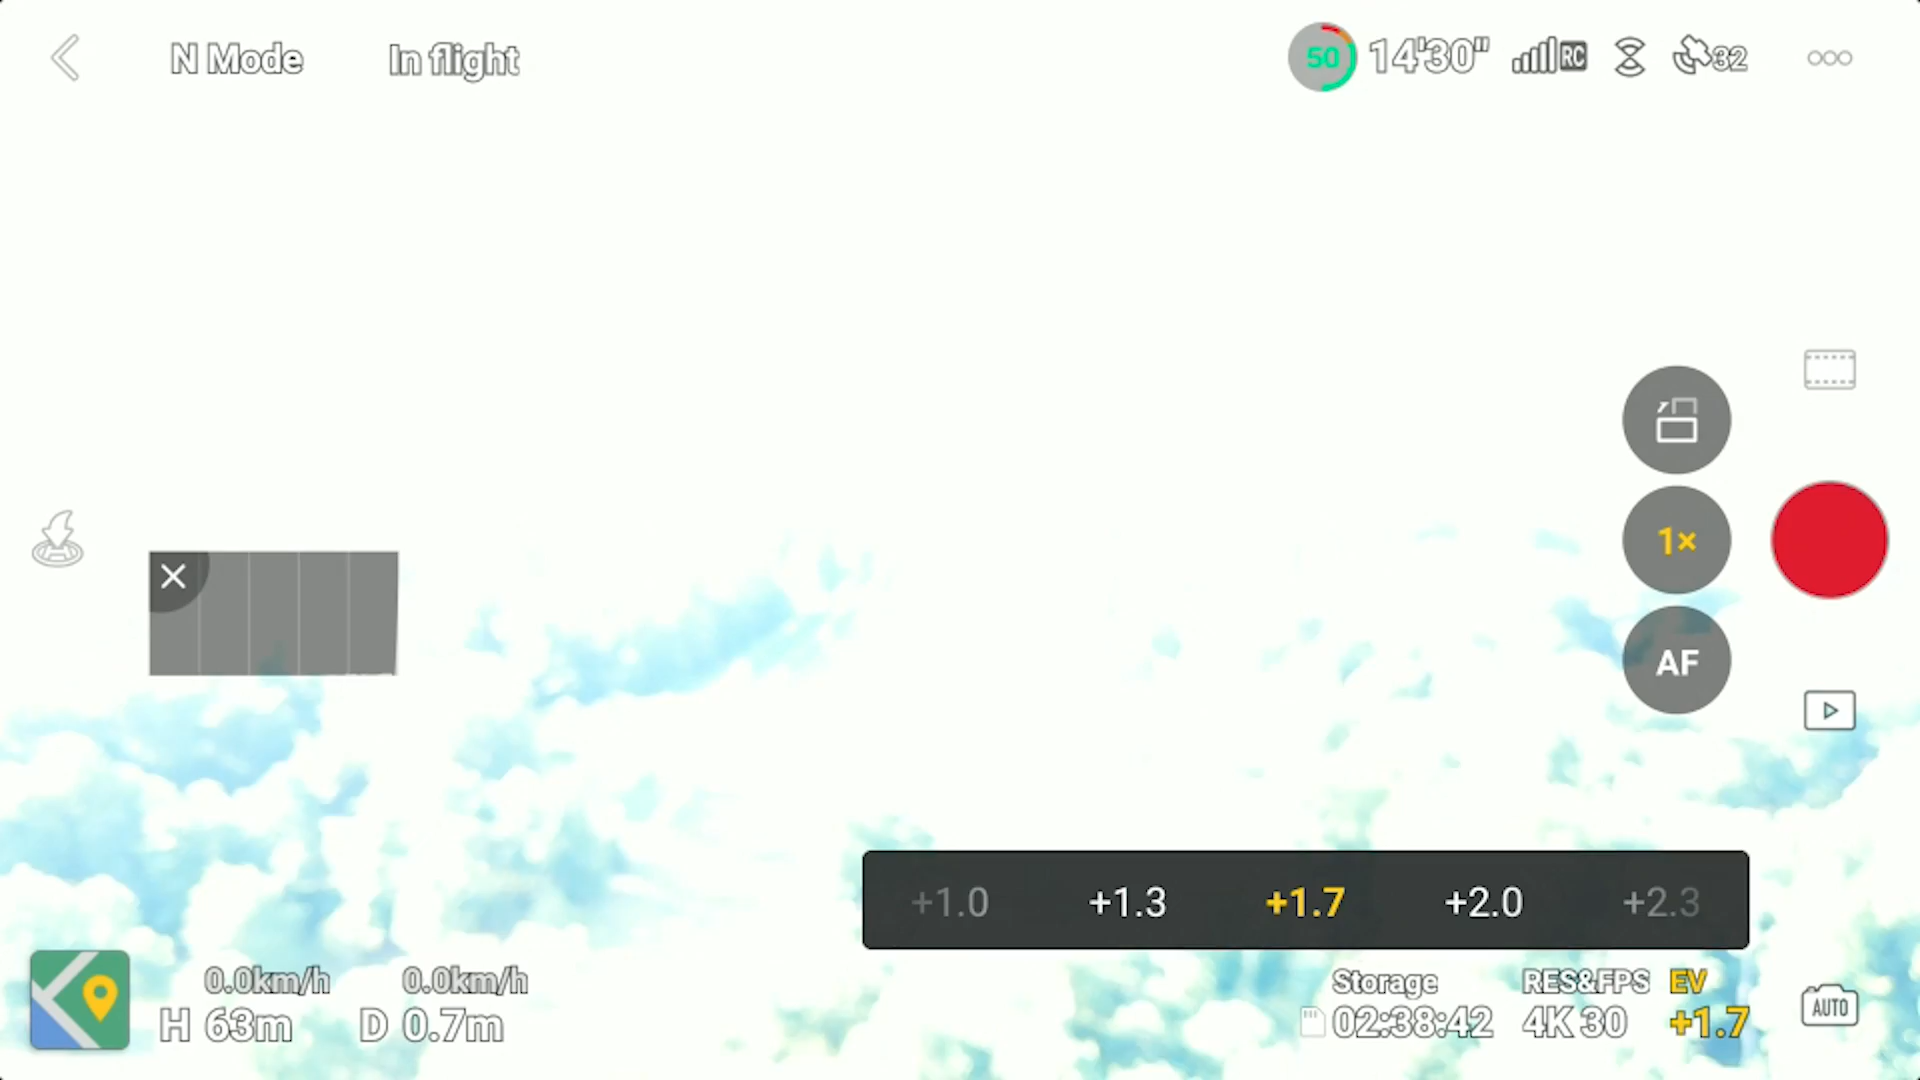 N Mode In flight 50 14'30" RC 32
1×
AF
+1.0 +1.3 +1.7 +2.0 +2.3
0.0km/h 0.0km/h Storage RES&FPS EV
H 63m D 0.7m 02:38:42 4K 30 +1.7 AUTO